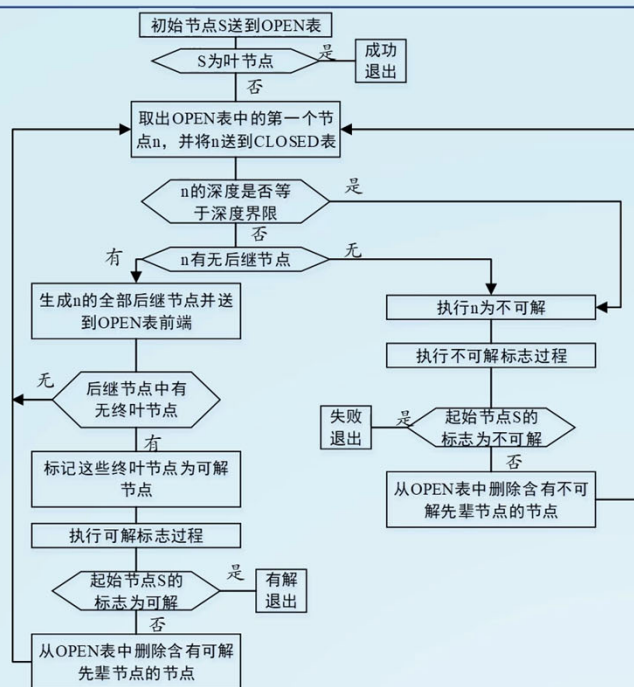 初始节点S送到OPEN表
S为叶节点
是
成功
退出
否
取出OPEN表中的第一个节
点n，并将n送到CLOSED表
n的深度是否等
于深度界限
是
否
n有无后继节点
有
无
生成n的全部后继节点并送
到OPEN表前端
执行n为不可解
执行不可解标志过程
后继节点中有
无终叶节点
无
有
起始节点S的
标志为不可解
是
失败
退出
否
标记这些终叶节点为可解
节点
从OPEN表中删除含有不可
解先辈节点的节点
执行可解标志过程
起始节点S的
标志为可解
是
有解
退出
否
从OPEN表中删除含有可解
先辈节点的节点